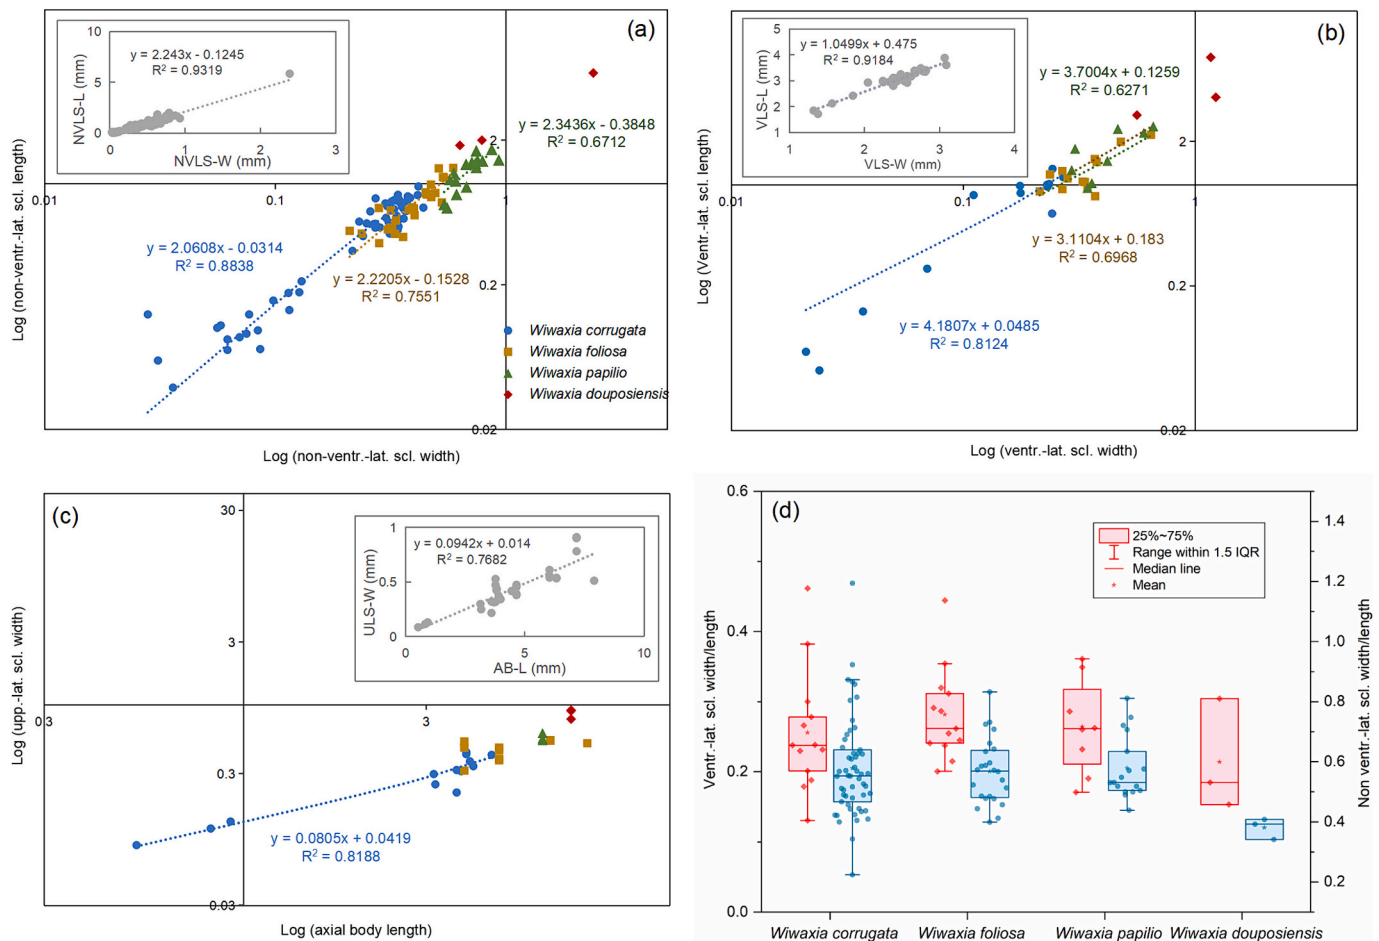 (a)
10
5
0
0
1
2
3
NVLS-L (mm)
NVLS-W (mm)
y = 2.243x - 0.1245
R² = 0.9319
y = 2.3436x - 0.3848
R² = 0.6712
y = 2.0608x - 0.0314
R² = 0.8838
y = 2.2205x - 0.1528
R² = 0.7551
0.01
0.1
1
2
0.2
0.02
Wiwaxia corrugata
Wiwaxia foliosa
Wiwaxia papilio
Wiwaxia douposiensis
Log (non-ventr.-lat. scl. length)
Log (non-ventr.-lat. scl. width)
(b)
5
4
3
2
1
1
2
3
4
VLS-L (mm)
VLS-W (mm)
y = 1.0499x + 0.475
R² = 0.9184
y = 3.7004x + 0.1259
R² = 0.6271
y = 3.1104x + 0.183
R² = 0.6968
y = 4.1807x + 0.0485
R² = 0.8124
0.01
0.1
1
2
0.2
0.02
Log (Ventr.-lat. scl. length)
Log (ventr.-lat. scl. width)
(c)
30
3
0.3
0.03
0.3
3
1
0.5
0
0
5
10
ULS-W (mm)
AB-L (mm)
y = 0.0942x + 0.014
R² = 0.7682
y = 0.0805x + 0.0419
R² = 0.8188
Log (upp.-lat. scl. width)
Log (axial body length)
(d)
0.6
0.4
0.2
0.0
1.4
1.2
1.0
0.8
0.6
0.4
0.2
25%~75%
Range within 1.5 IQR
Median line
Mean
Ventr.-lat. scl. width/length
Non ventr.-lat. scl. width/length
Wiwaxia corrugata
Wiwaxia foliosa
Wiwaxia papilio
Wiwaxia douposiensis